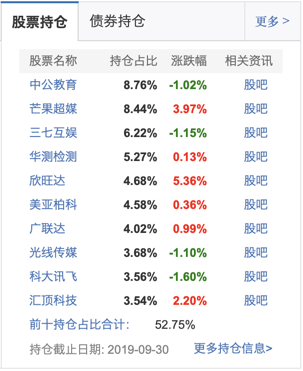 股票持仓 债券持仓 更多 >
股票名称 持仓占比 涨跌幅 相关资讯
中公教育 8.76% -1.02% 股吧
芒果超媒 8.44% 3.97% 股吧
三七互娱 6.22% -1.15% 股吧
华测检测 5.27% 0.13% 股吧
欣旺达 4.68% 5.36% 股吧
美亚柏科 4.58% 0.36% 股吧
广联达 4.02% 0.99% 股吧
光线传媒 3.68% -1.10% 股吧
科大讯飞 3.56% -1.60% 股吧
汇顶科技 3.54% 2.20% 股吧
前十持仓占比合计: 52.75%
持仓截止日期: 2019-09-30 更多持仓信息>